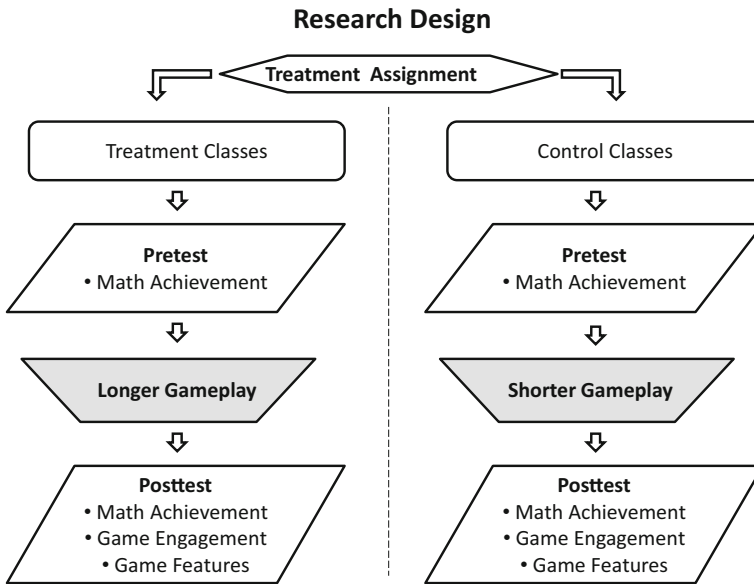 Research Design
Treatment Assignment
Treatment Classes
Control Classes
Pretest
• Math Achievement
Pretest
• Math Achievement
Longer Gameplay
Shorter Gameplay
Posttest
• Math Achievement
• Game Engagement
• Game Features
Posttest
• Math Achievement
• Game Engagement
• Game Features